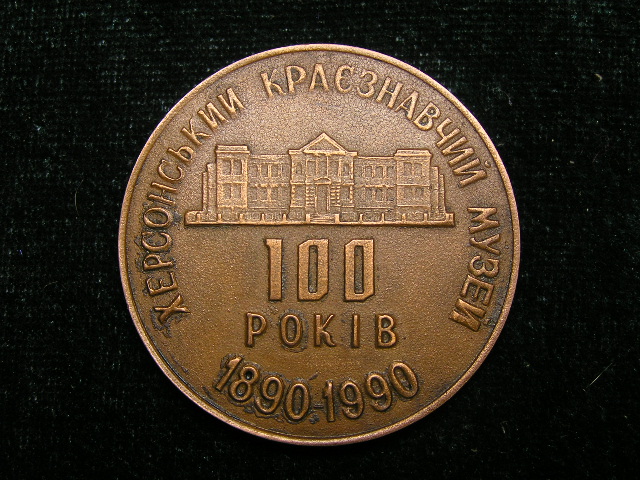 ХЕРСОНСЬКИЙ КРАЄЗНАВЧИЙ МУЗЕЙ
100
РОКІВ
1890-1990